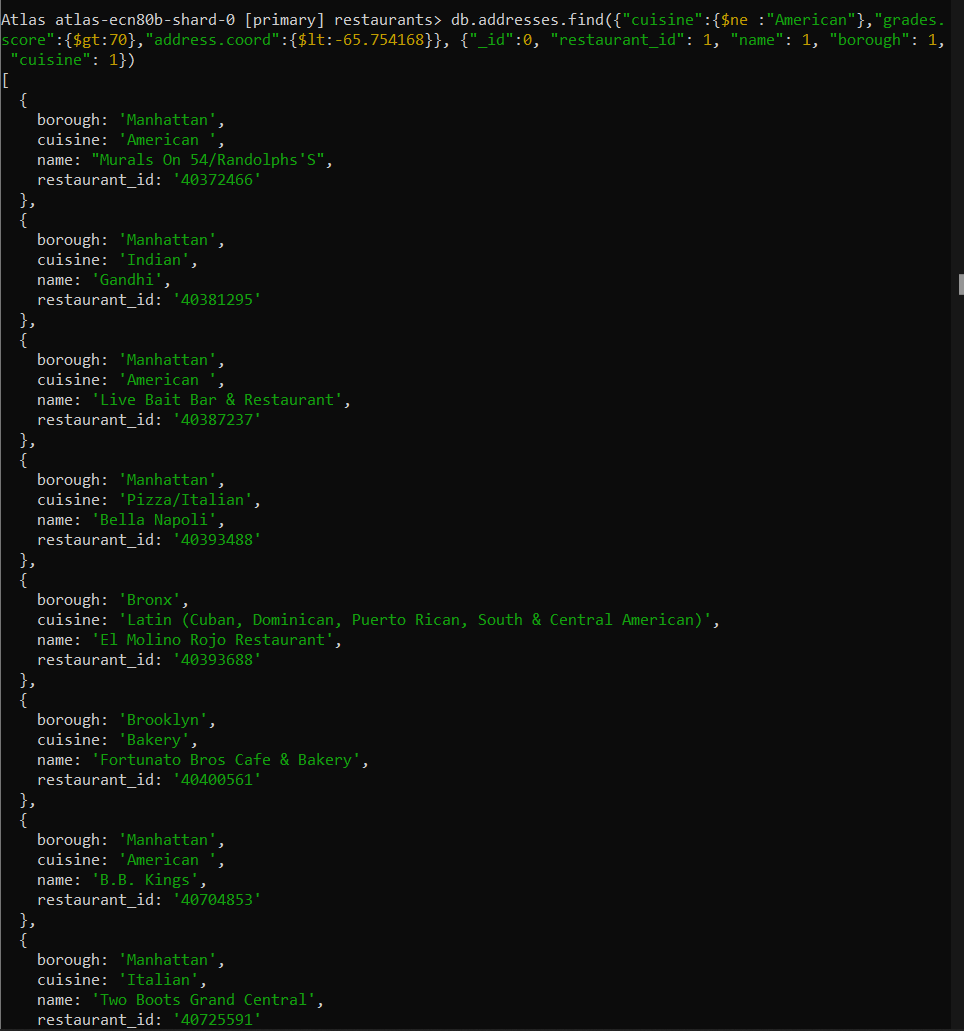 Atlas atlas-ecn80b-shard-0 [primary] restaurants> db.addresses.find({"cuisine":{$ne :"American"},"grades.
score":{$gt:70},"address.coord":{$lt:-65.754168}}, {"_id":0, "restaurant_id": 1, "name": 1, "borough": 1,
 "cuisine": 1})
[
  {
    borough: 'Manhattan',
    cuisine: 'American ',
    name: "Murals On 54/Randolphs'S",
    restaurant_id: '40372466'
  },
  {
    borough: 'Manhattan',
    cuisine: 'Indian',
    name: 'Gandhi',
    restaurant_id: '40381295'
  },
  {
    borough: 'Manhattan',
    cuisine: 'American ',
    name: 'Live Bait Bar & Restaurant',
    restaurant_id: '40387237'
  },
  {
    borough: 'Manhattan',
    cuisine: 'Pizza/Italian',
    name: 'Bella Napoli',
    restaurant_id: '40393488'
  },
  {
    borough: 'Bronx',
    cuisine: 'Latin (Cuban, Dominican, Puerto Rican, South & Central American)',
    name: 'El Molino Rojo Restaurant',
    restaurant_id: '40393688'
  },
  {
    borough: 'Brooklyn',
    cuisine: 'Bakery',
    name: 'Fortunato Bros Cafe & Bakery',
    restaurant_id: '40400561'
  },
  {
    borough: 'Manhattan',
    cuisine: 'American ',
    name: 'B.B. Kings',
    restaurant_id: '40704853'
  },
  {
    borough: 'Manhattan',
    cuisine: 'Italian',
    name: 'Two Boots Grand Central',
    restaurant_id: '40725591'